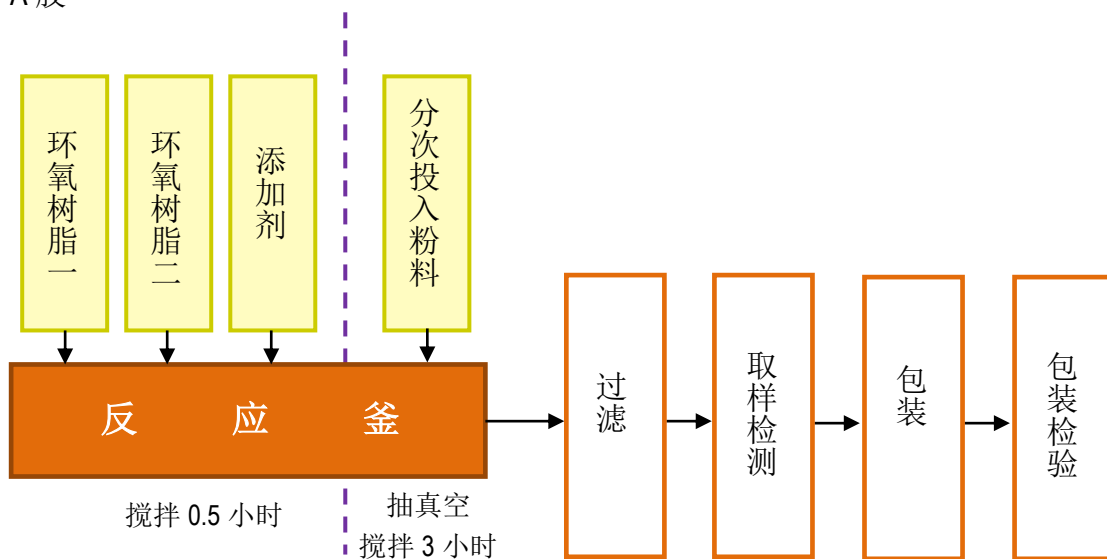 A 胶
环氧树脂一
环氧树脂二
添加剂
分次投入粉料
反应釜
过滤
取样检测
包装
包装检验
搅拌 0.5 小时
抽真空
搅拌 3 小时